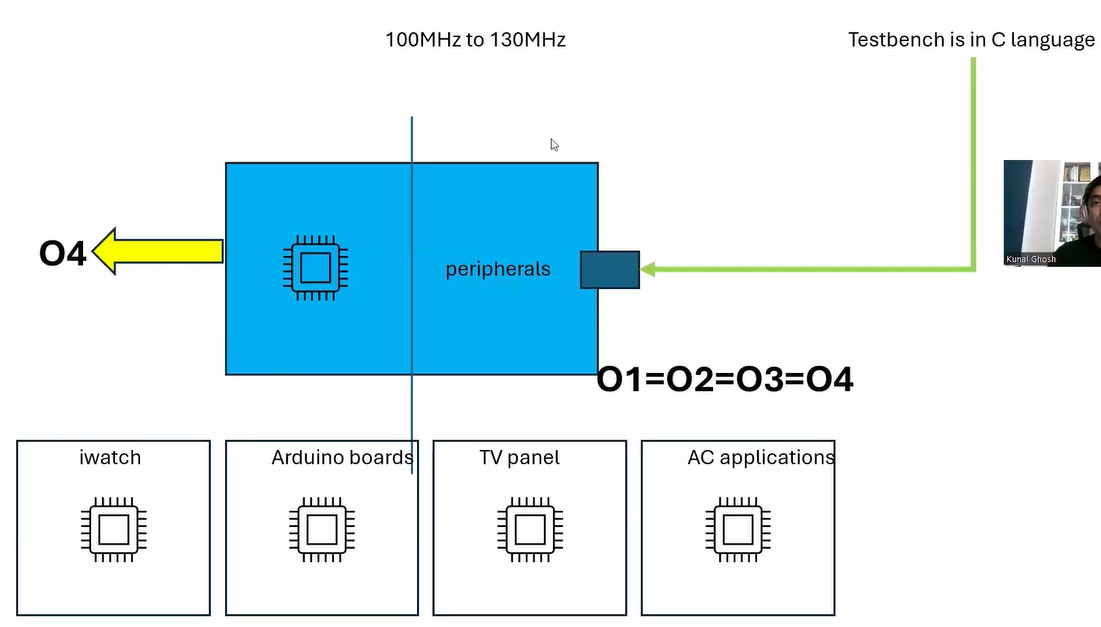 100MHz to 130MHz
Testbench is in C language
O4
peripherals
Kunal Ghosh
O1=O2=O3=O4
iwatch
Arduino boards
TV panel
AC applications